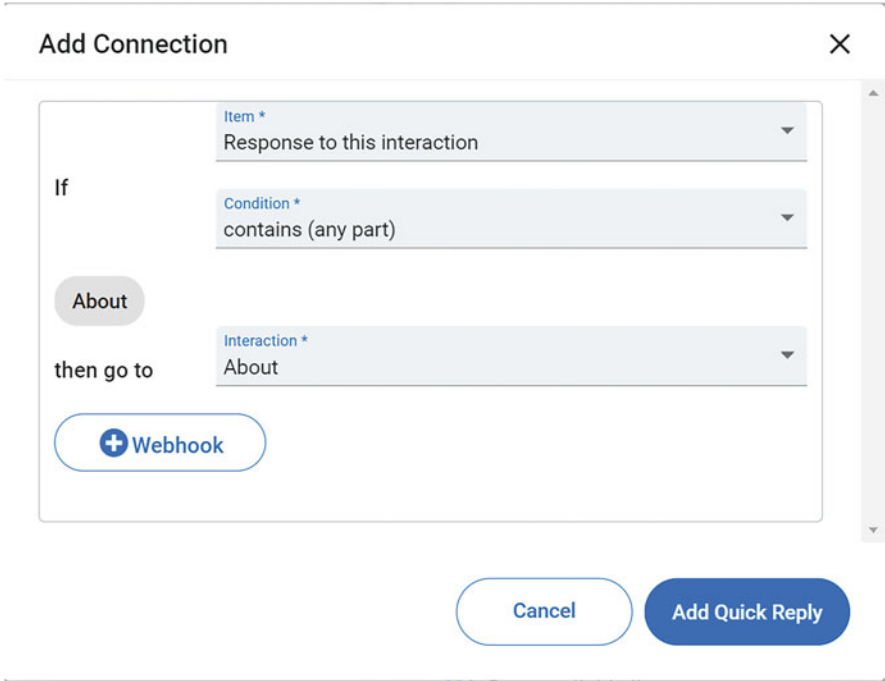 Add Connection
Item *
Response to this interaction
If
Condition *
contains (any part)
About
Interaction *
then go to
About
Webhook
Cancel
Add Quick Reply